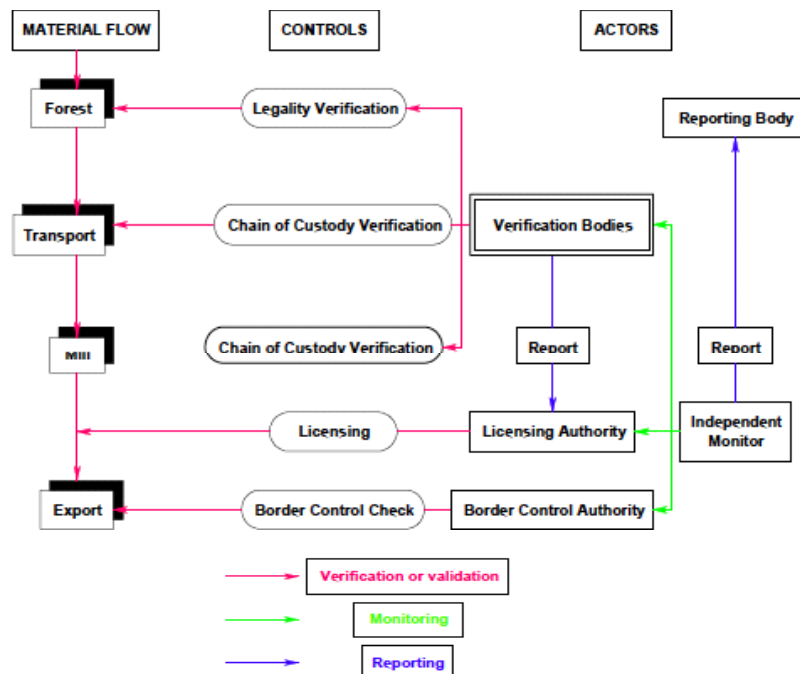 MATERIAL FLOW
CONTROLS
ACTORS
Forest
Legality Verification
Reporting Body
Transport
Chain of Custody Verification
Verification Bodies
Mill
Chain of Custody Verification
Report
Report
Licensing
Licensing Authority
Independent
Monitor
Export
Border Control Check
Border Control Authority
Verification or validation
Monitoring
Reporting